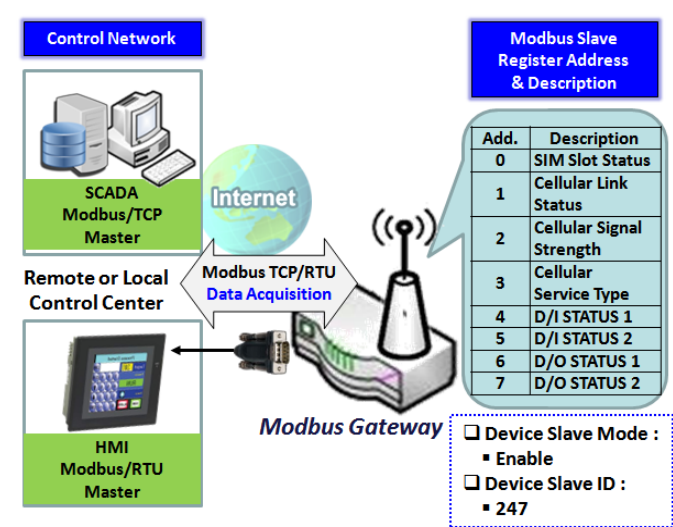 Control Network
SCADA
Modbus/TCP
Master
Remote or Local
Control Center
HMI
Modbus/RTU
Master
Internet
Modbus TCP/RTU
Data Acquisition
Modbus Gateway
Modbus Slave
Register Address
& Description
Add. Description
0 SIM Slot Status
1 Cellular Link
Status
2 Cellular Signal
Strength
3 Cellular
Service Type
4 D/I STATUS 1
5 D/I STATUS 2
6 D/O STATUS 1
7 D/O STATUS 2
❑ Device Slave Mode :
▪ Enable
❑ Device Slave ID :
▪ 247